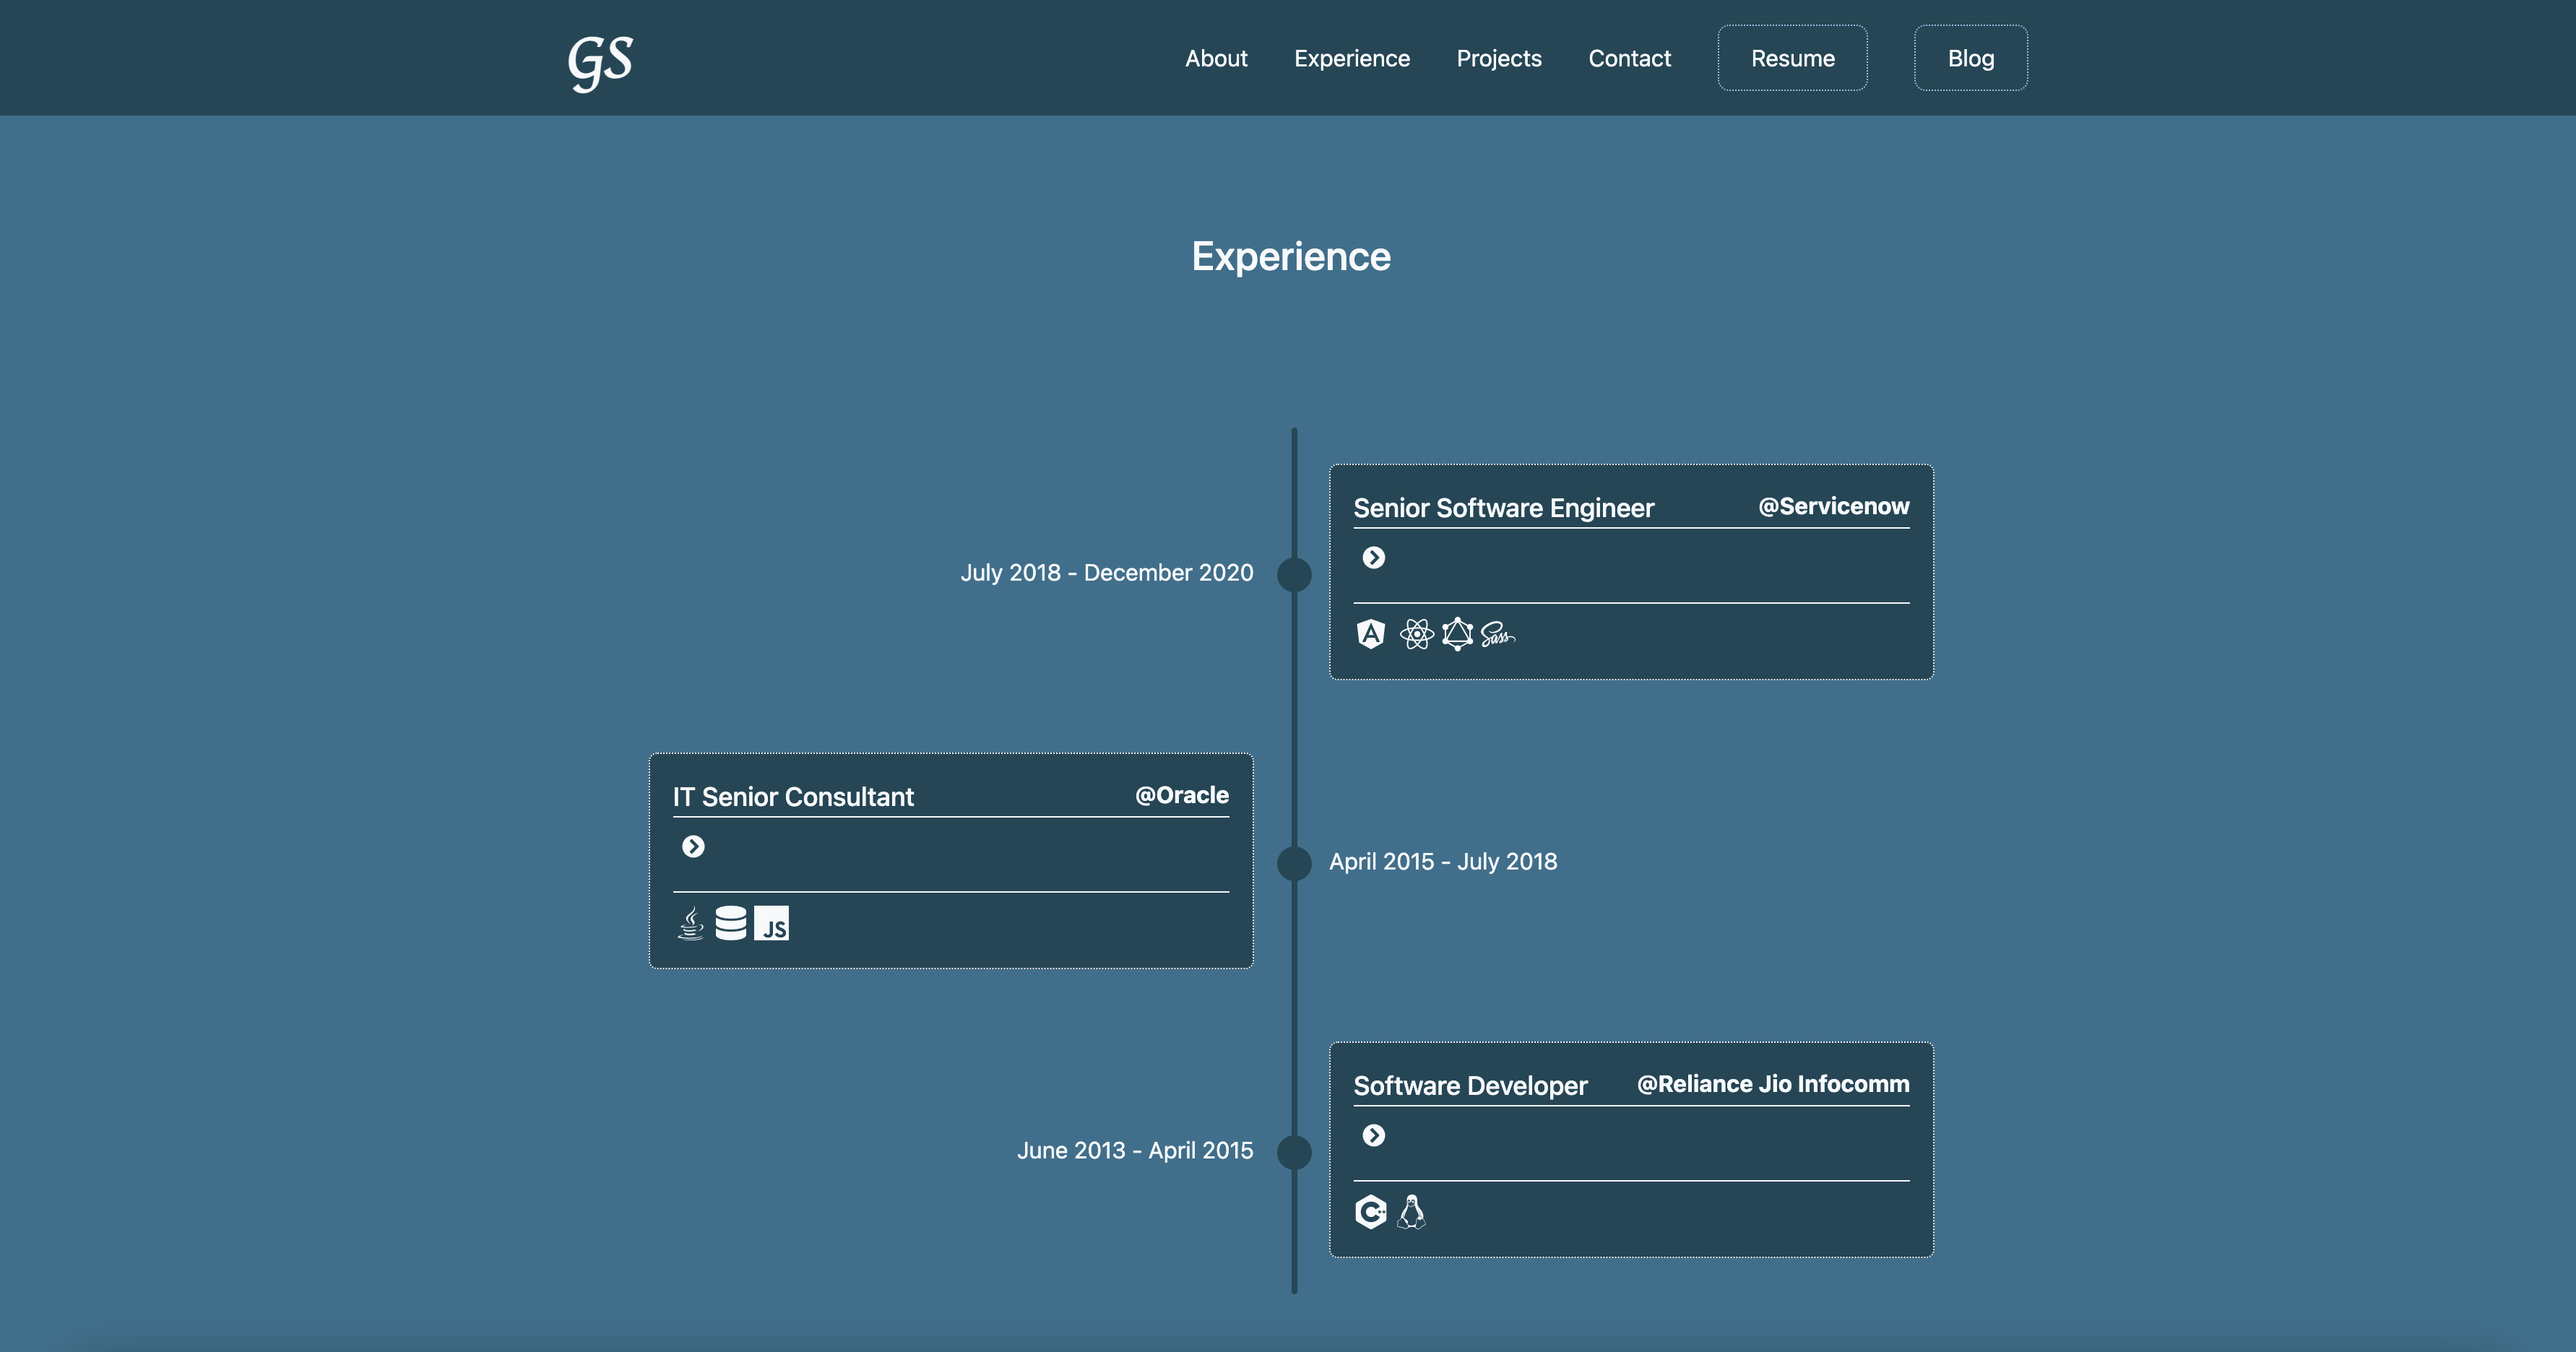 GS
About Experience Projects Contact Resume Blog
Experience
July 2018 - December 2020
Senior Software Engineer @Servicenow
A
Sass
IT Senior Consultant @Oracle
JS
April 2015 - July 2018
June 2013 - April 2015
Software Developer @Reliance Jio Infocomm
C++